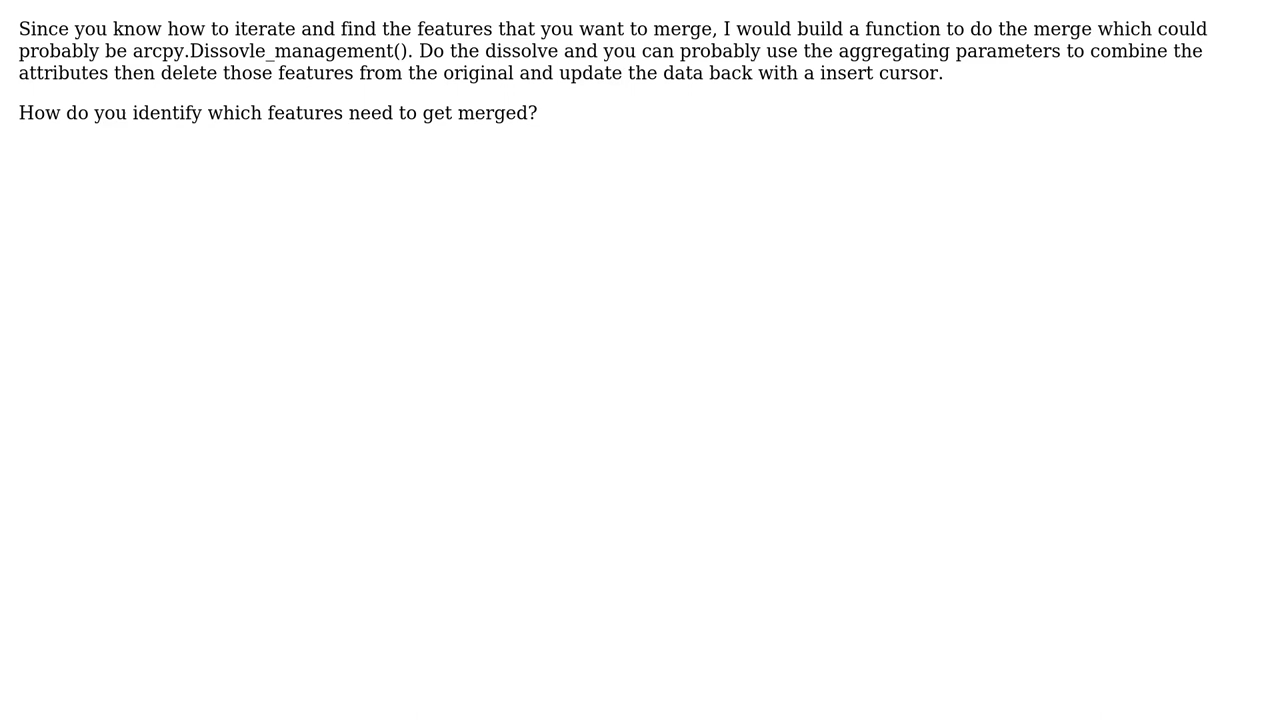 Since you know how to iterate and find the features that you want to merge, I would build a function to do the merge which could
probably be arcpy.Dissovle_management(). Do the dissolve and you can probably use the aggregating parameters to combine the
attributes then delete those features from the original and update the data back with a insert cursor.
How do you identify which features need to get merged?